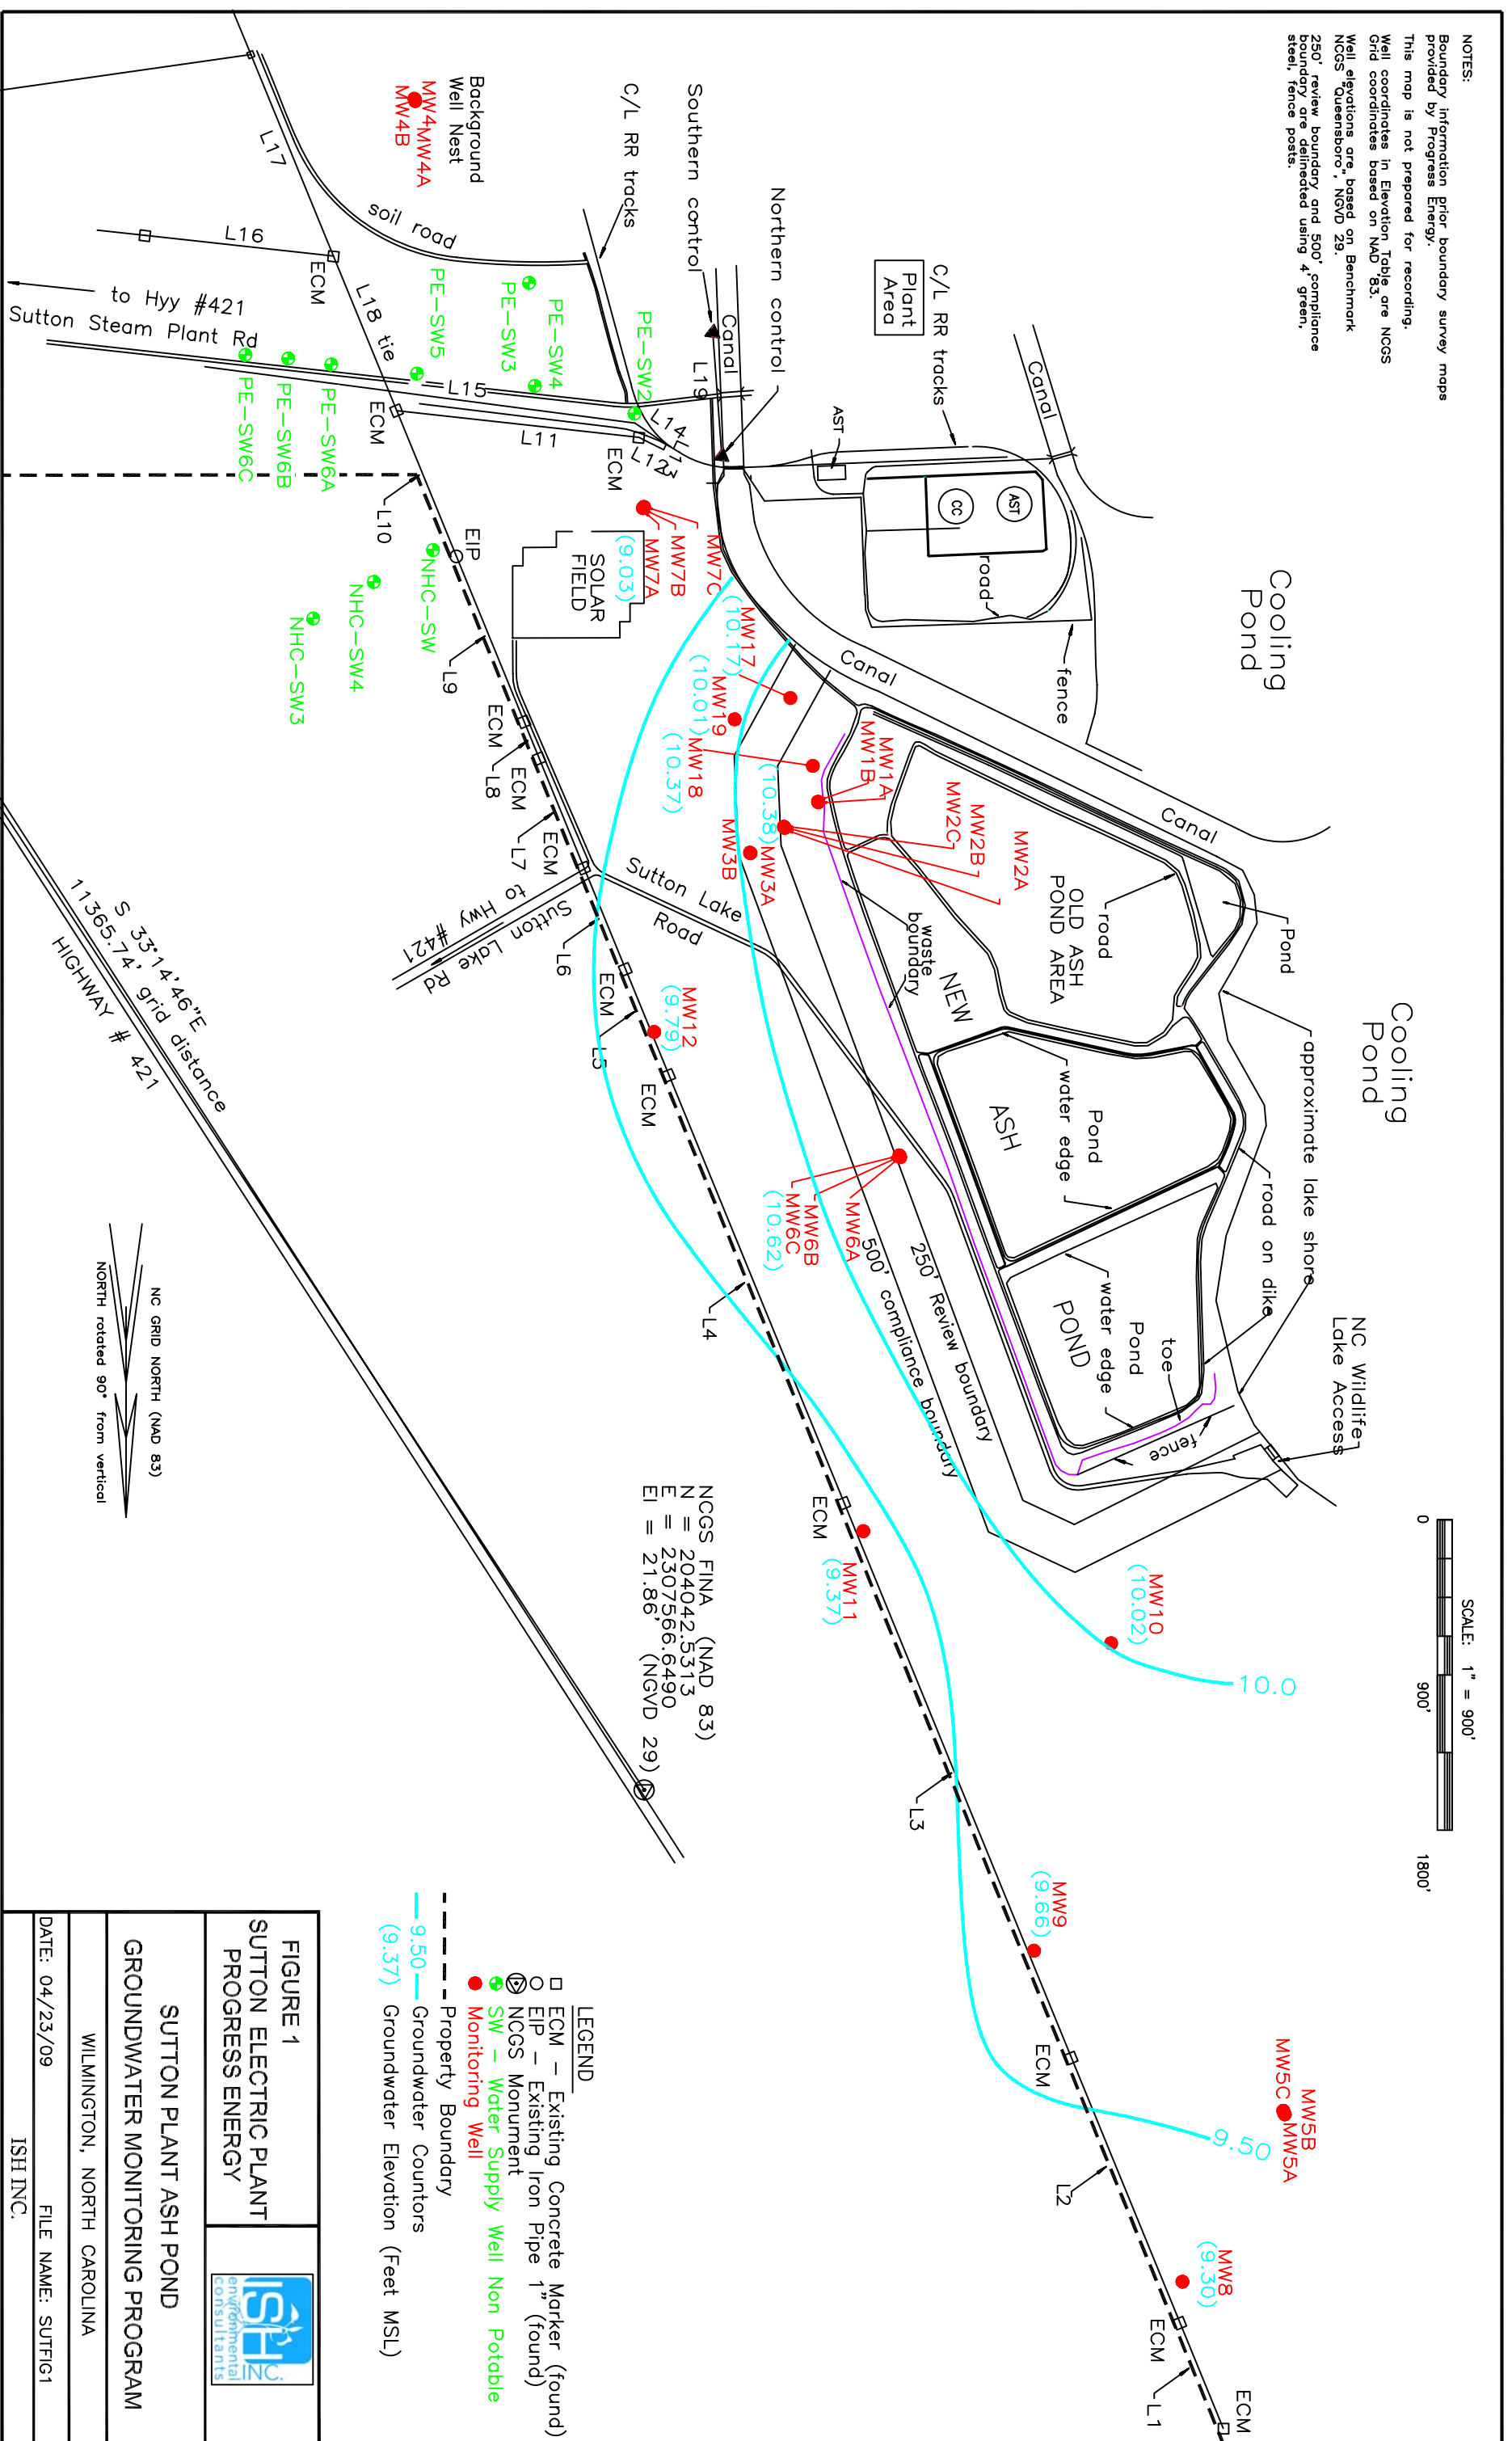 NOTES:
Boundary information prior boundary survey maps
provided by Progress Energy.
This map is not prepared for recording.
Well coordinates in Elevation Table are NCGS
Grid coordinates based on NAD '83.
Well elevations are based on Benchmark
NCGS "Queensboro", NGVD 29.
250' review boundary and 500' compliance
boundary are delineated using 4' green,
steel, fence posts.
Cooling
Pond
Cooling
Pond
SCALE: 1" = 900'
0
900'
1800'
NC Wildlife
Lake Access
approximate lake shore
road on dike
Pond
Canal
C/L RR tracks
Plant
Area
AST
AST
CC
road
fence
Canal
Canal
Northern control
Southern control
Canal
L19
C/L RR tracks
OLD ASH
POND AREA
road
NEW
ASH
POND
Pond
water edge
Pond
water edge
toe
fence
waste
boundary
250' Review boundary
500' compliance boundary
MW1A
MW1B
MW2A
MW2B
MW2C
(10.38)
MW3A
MW3B
MW17
(10.17)
MW19
(10.01)
MW18
(10.37)
MW7C
MW7B
MW7A
(9.03)
SOLAR
FIELD
MW6A
MW6B
MW6C
(10.62)
MW10
(10.02)
10.0
MW12
(9.79)
MW11
(9.37)
MW9
(9.66)
MW5B
MW5C
MW5A
9.50
MW8
(9.30)
Background
Well Nest
MW4
MW4A
MW4B
soil road
PE-SW2
PE-SW4
PE-SW3
PE-SW5
PE-SW6A
PE-SW6B
PE-SW6C
NHC-SW
NHC-SW4
NHC-SW3
L17
L16
ECM
L18 tie
ECM
L15
L11
L12
L14
ECM
L10
EIP
L9
ECM
L8
ECM
L7
ECM
L6
ECM
L5
ECM
L4
ECM
L3
ECM
L2
ECM
L1
ECM
to Hyy #421
Sutton Steam Plant Rd
Sutton Lake
Road
Sutton Lake Rd
to Hwy #421
S 33°14'46"E
11365.74' grid distance
HIGHWAY # 421
NCGS FINA (NAD 83)
N = 204042.5313
E = 2307566.6490
El = 21.86' (NGVD 29)
NC GRID NORTH (NAD 83)
NORTH rotated 90° from vertical
LEGEND
ECM - Existing Concrete Marker (found)
EIP - Existing Iron Pipe 1" (found)
NCGS Monument
SW - Water Supply Well Non Potable
Monitoring Well
Property Boundary
9.50 Groundwater Countors
(9.37) Groundwater Elevation (Feet MSL)
FIGURE 1
SUTTON ELECTRIC PLANT
PROGRESS ENERGY
ISH INC.
environmental
consultants
SUTTON PLANT ASH POND
GROUNDWATER MONITORING PROGRAM
WILMINGTON, NORTH CAROLINA
DATE: 04/23/09
FILE NAME: SUTFIG1
ISH INC.